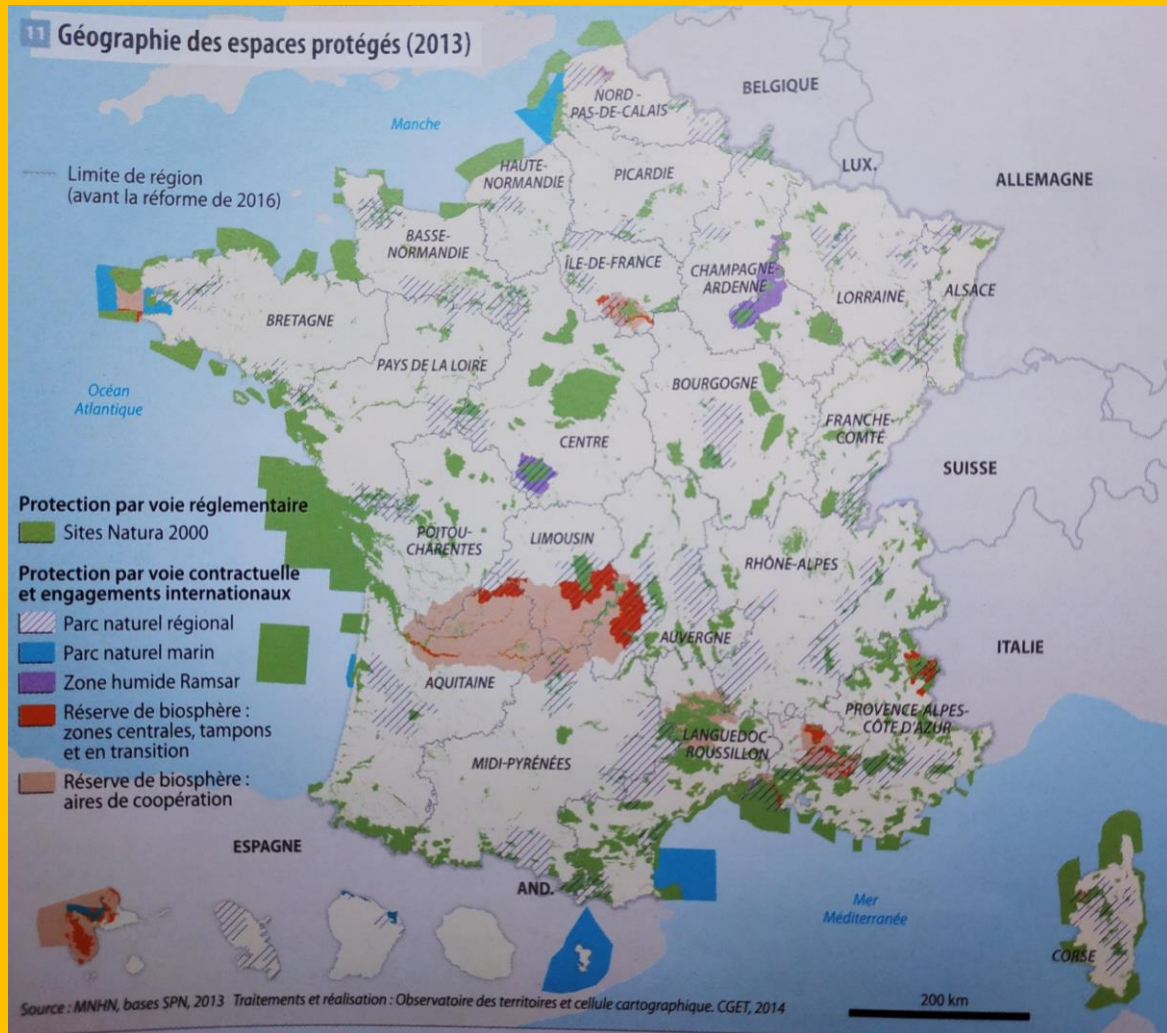 11 Géographie des espaces protégés (2013)
BELGIQUE
NORD -
PAS-DE-CALAIS
Manche
LUX.
ALLEMAGNE
Limite de région
(avant la réforme de 2016)
HAUTE-
NORMANDIE
PICARDIE
BASSE-
NORMANDIE
ÎLE-DE-FRANCE
CHAMPAGNE-
ARDENNE
LORRAINE
ALSACE
BRETAGNE
PAYS DE LA LOIRE
Océan
Atlantique
BOURGOGNE
FRANCHE-
COMTÉ
CENTRE
SUISSE
Protection par voie réglementaire
Sites Natura 2000
POITOU-
CHARENTES
LIMOUSIN
RHÔNE-ALPES
Protection par voie contractuelle
et engagements internationaux
Parc naturel régional
Parc naturel marin
Zone humide Ramsar
Réserve de biosphère :
zones centrales, tampons
et en transition
Réserve de biosphère :
aires de coopération
AUVERGNE
ITALIE
AQUITAINE
PROVENCE-ALPES-
CÔTE D'AZUR
LANGUEDOC-
ROUSSILLON
MIDI-PYRÉNÉES
ESPAGNE
AND.
Mer
Méditerranée
CORSE
200 km
Source : MNHN, bases SPN, 2013 Traitements et réalisation : Observatoire des territoires et cellule cartographique. CGET, 2014